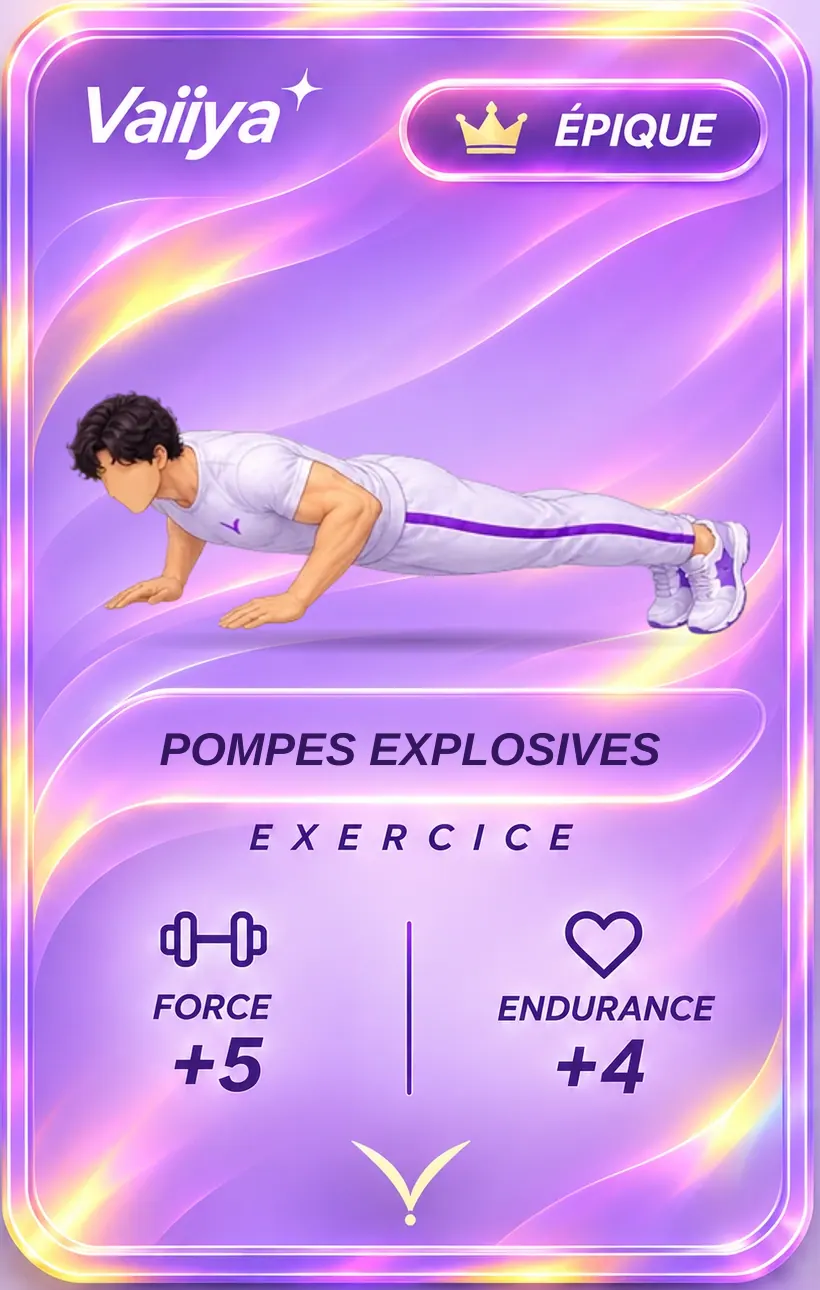 Vaiiya
ÉPIQUE
POMPES EXPLOSIVES
EXERCICE
FORCE
ENDURANCE
+5
+4